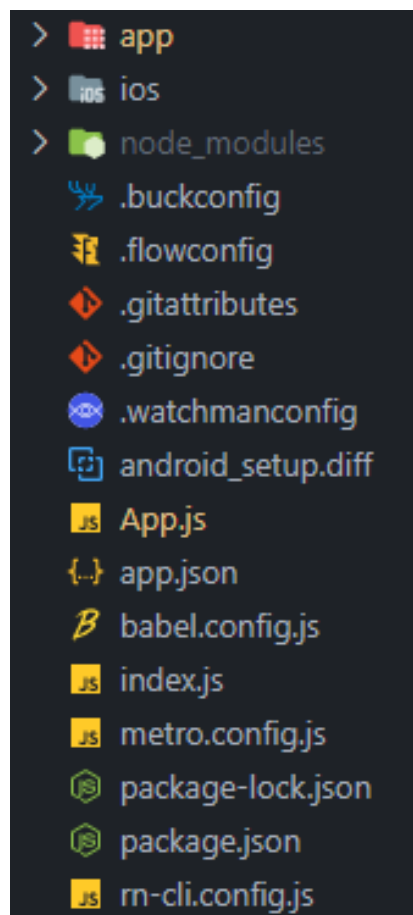 app
ios
node_modules
.buckconfig
.flowconfig
.gitattributes
.gitignore
.watchmanconfig
android_setup.diff
App.js
app.json
babel.config.js
index.js
metro.config.js
package-lock.json
package.json
rn-cli.config.js